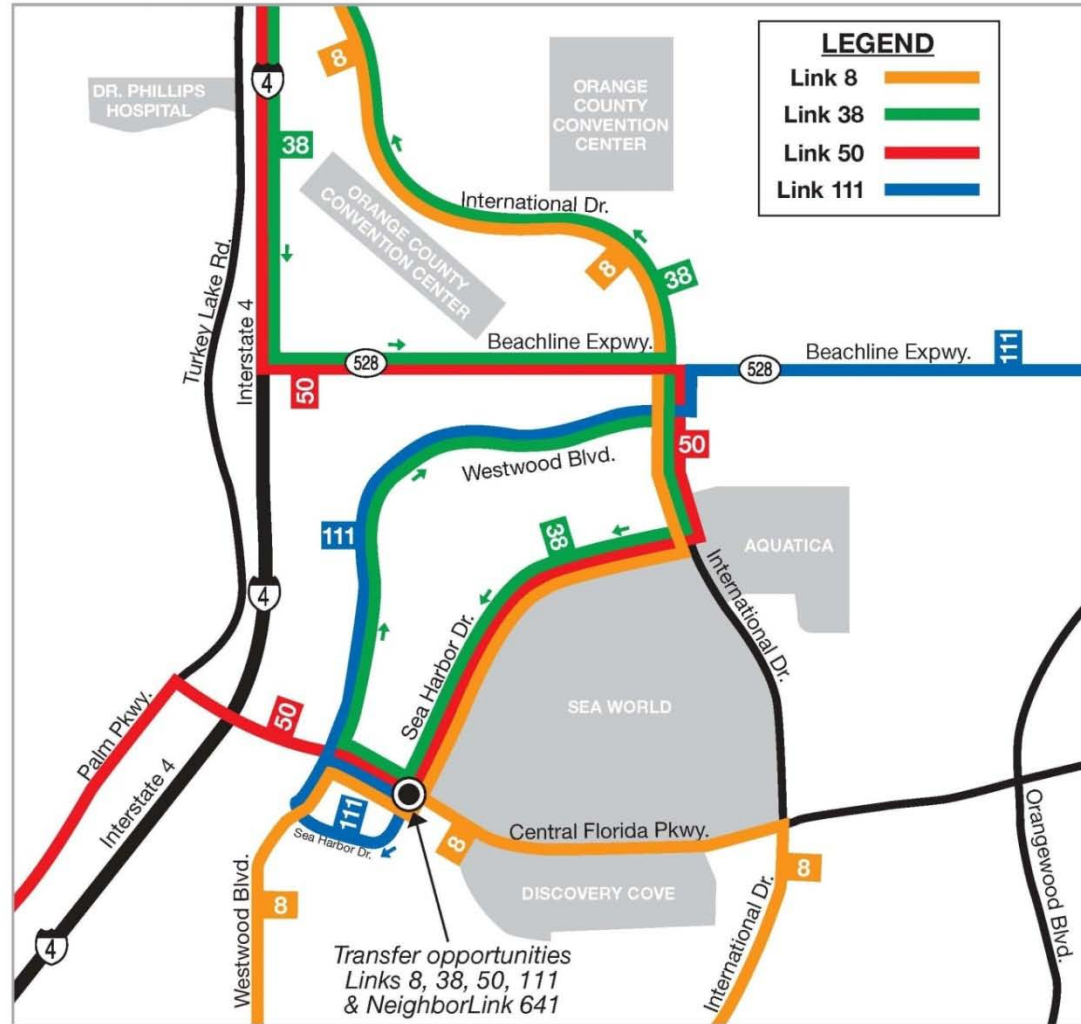 LEGEND
Link 8
Link 38
Link 50
Link 111
4
8
DR. PHILLIPS
HOSPITAL
ORANGE
COUNTY
CONVENTION
CENTER
38
International Dr.
ORANGE COUNTY
CONVENTION CENTER
8
38
Turkey Lake Rd.
Interstate 4
Beachline Expwy.
528
50
Beachline Expwy.
528
111
50
Westwood Blvd.
111
38
AQUATICA
4
International Dr.
Sea Harbor Dr.
SEA WORLD
Palm Pkwy.
50
Interstate 4
111
Sea Harbor Dr.
8
Central Florida Pkwy.
Orangewood Blvd.
Westwood Blvd.
8
DISCOVERY COVE
8
International Dr.
4
Transfer opportunities
Links 8, 38, 50, 111
& NeighborLink 641